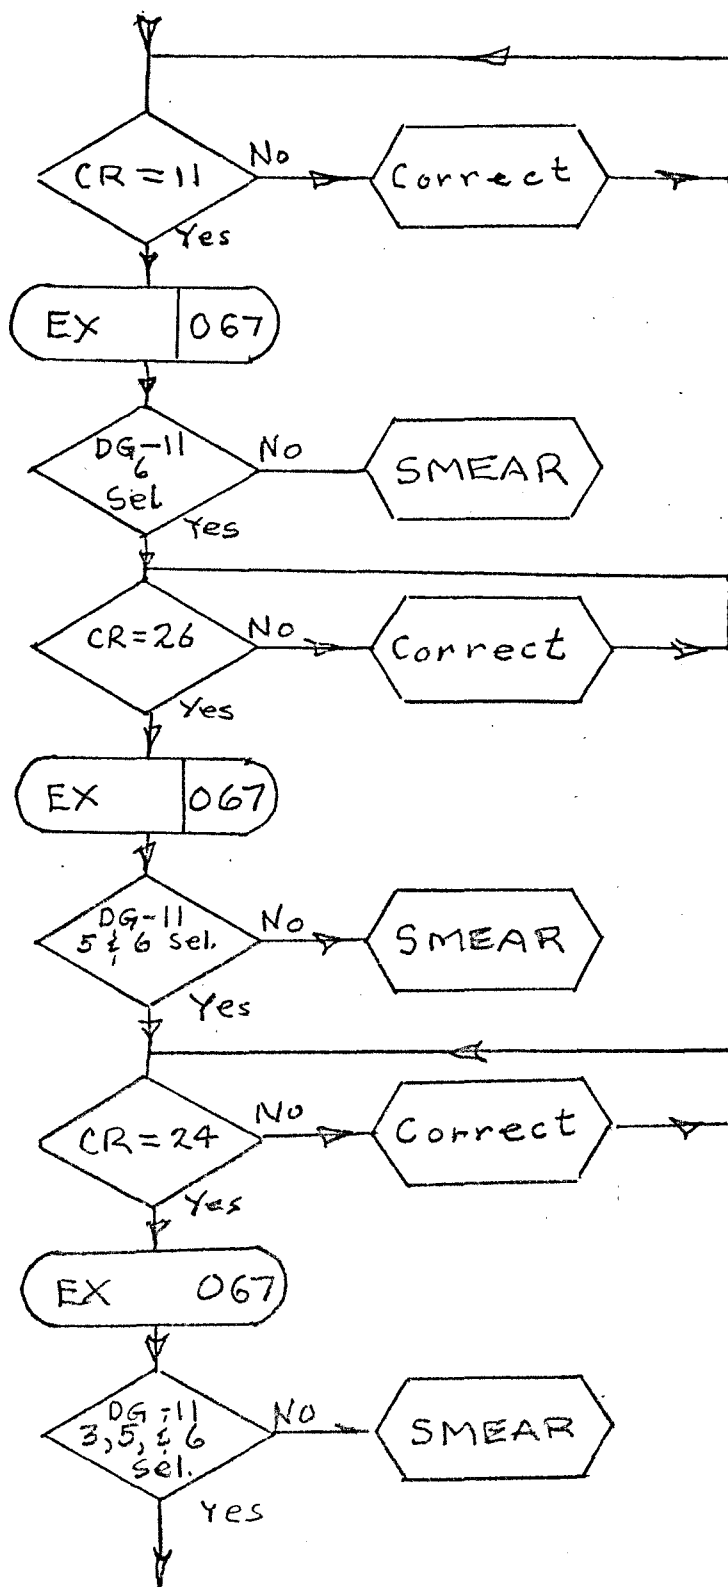 CR=11
No
Correct
Yes
EX 067
DG-11
6
Sel
No
SMEAR
Yes
CR=26
No
Correct
Yes
EX 067
DG-11
5 & 6 Sel.
No
SMEAR
Yes
CR=24
No
Correct
Yes
EX 067
DG-11
3, 5, & 6
Sel.
No
SMEAR
Yes